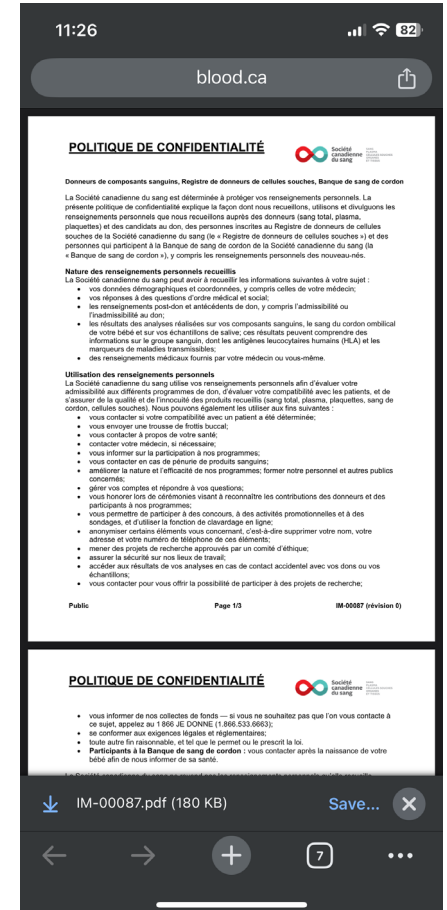 11:26
82
blood.ca
POLITIQUE DE CONFIDENTIALITÉ
Société
canadienne
du sang
Donneurs de composants sanguins, Registre de donneurs de cellules souches, Banque de sang de cordon
La Société canadienne du sang est déterminée à protéger vos renseignements personnels. La
présente politique de confidentialité explique la façon dont nous recueillons, utilisons et divulguons les
renseignements personnels que nous recueillons auprès des donneurs (sang total, plasma,
plaquettes) et des candidats au don, des personnes inscrites au Registre de donneurs de cellules
souches de la Société canadienne du sang (le « Registre de donneurs de cellules souches ») et des
personnes qui participent à la Banque de sang de cordon de la Société canadienne du sang (la
« Banque de sang de cordon »), y compris les renseignements personnels des nouveau-nés.
Nature des renseignements personnels recueillis
La Société canadienne du sang peut avoir à recueillir les informations suivantes à votre sujet :
• vos données démographiques et coordonnées, y compris celles de votre médecin;
• vos réponses à des questions d'ordre médical et social;
• les renseignements post-don et antécédents de don, y compris l'admissibilité ou
l'inadmissibilité au don;
• les résultats des analyses réalisées sur vos composants sanguins, le sang du cordon ombilical
de votre bébé et sur vos échantillons de salive; ces résultats peuvent comprendre des
informations sur le groupe sanguin, dont les antigènes leucocytaires humains (HLA) et les
marqueurs de maladies transmissibles;
• des renseignements médicaux fournis par votre médecin ou vous-même.
Utilisation des renseignements personnels
La Société canadienne du sang utilise vos renseignements personnels afin d'évaluer votre
admissibilité aux différents programmes de don, d'évaluer votre compatibilité avec les patients, et de
s'assurer de la qualité et de l'innocuité des produits recueillis (sang total, plasma, plaquettes, sang de
cordon, cellules souches). Nous pouvons également les utiliser aux fins suivantes :
• vous contacter si votre compatibilité avec un patient a été déterminée;
• vous envoyer une trousse de frottis buccal;
• vous contacter à propos de votre santé;
• contacter votre médecin, si nécessaire;
• vous informer sur la participation à nos programmes;
• vous contacter en cas de pénurie de produits sanguins;
• améliorer la nature et l'efficacité de nos programmes; former notre personnel et autres publics
concernés;
• gérer vos comptes et répondre à vos questions;
• vous honorer lors de cérémonies visant à reconnaître les contributions des donneurs et des
participants à nos programmes;
• vous permettre de participer à des concours, à des activités promotionnelles et à des
sondages, et d'utiliser la fonction de clavardage en ligne;
• anonymiser certains éléments vous concernant, c'est-à-dire supprimer votre nom, votre
adresse et votre numéro de téléphone de ces éléments;
• mener des projets de recherche approuvés par un comité d'éthique;
• assurer la sécurité sur nos lieux de travail;
• accéder aux résultats de vos analyses en cas de contact accidentel avec vos dons ou vos
échantillons;
• vous contacter pour vous offrir la possibilité de participer à des projets de recherche;
Public Page 1/3 IM-00087 (révision 0)
POLITIQUE DE CONFIDENTIALITÉ
Société
canadienne
du sang
• vous informer de nos collectes de fonds — si vous ne souhaitez pas que l'on vous contacte à
ce sujet, appelez au 1 866 JE DONNE (1.866.533.6663);
• se conformer aux exigences légales et réglementaires;
• toute autre fin raisonnable, et tel que le permet ou le prescrit la loi.
• Participants à la Banque de sang de cordon : vous contacter après la naissance de votre
bébé afin de nous informer de sa santé.
IM-00087.pdf (180 KB) Save...
7